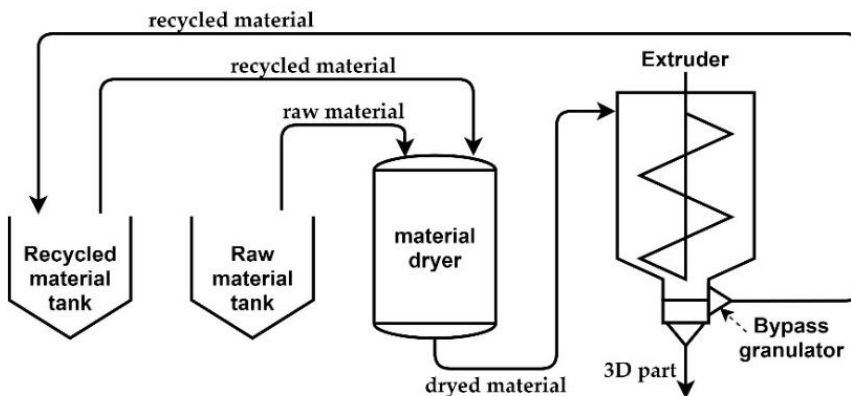 recycled material
recycled material
Extruder
raw material
Recycled
material
tank
Raw
material
tank
material
dryer
Bypass
granulator
3D part
dryed material